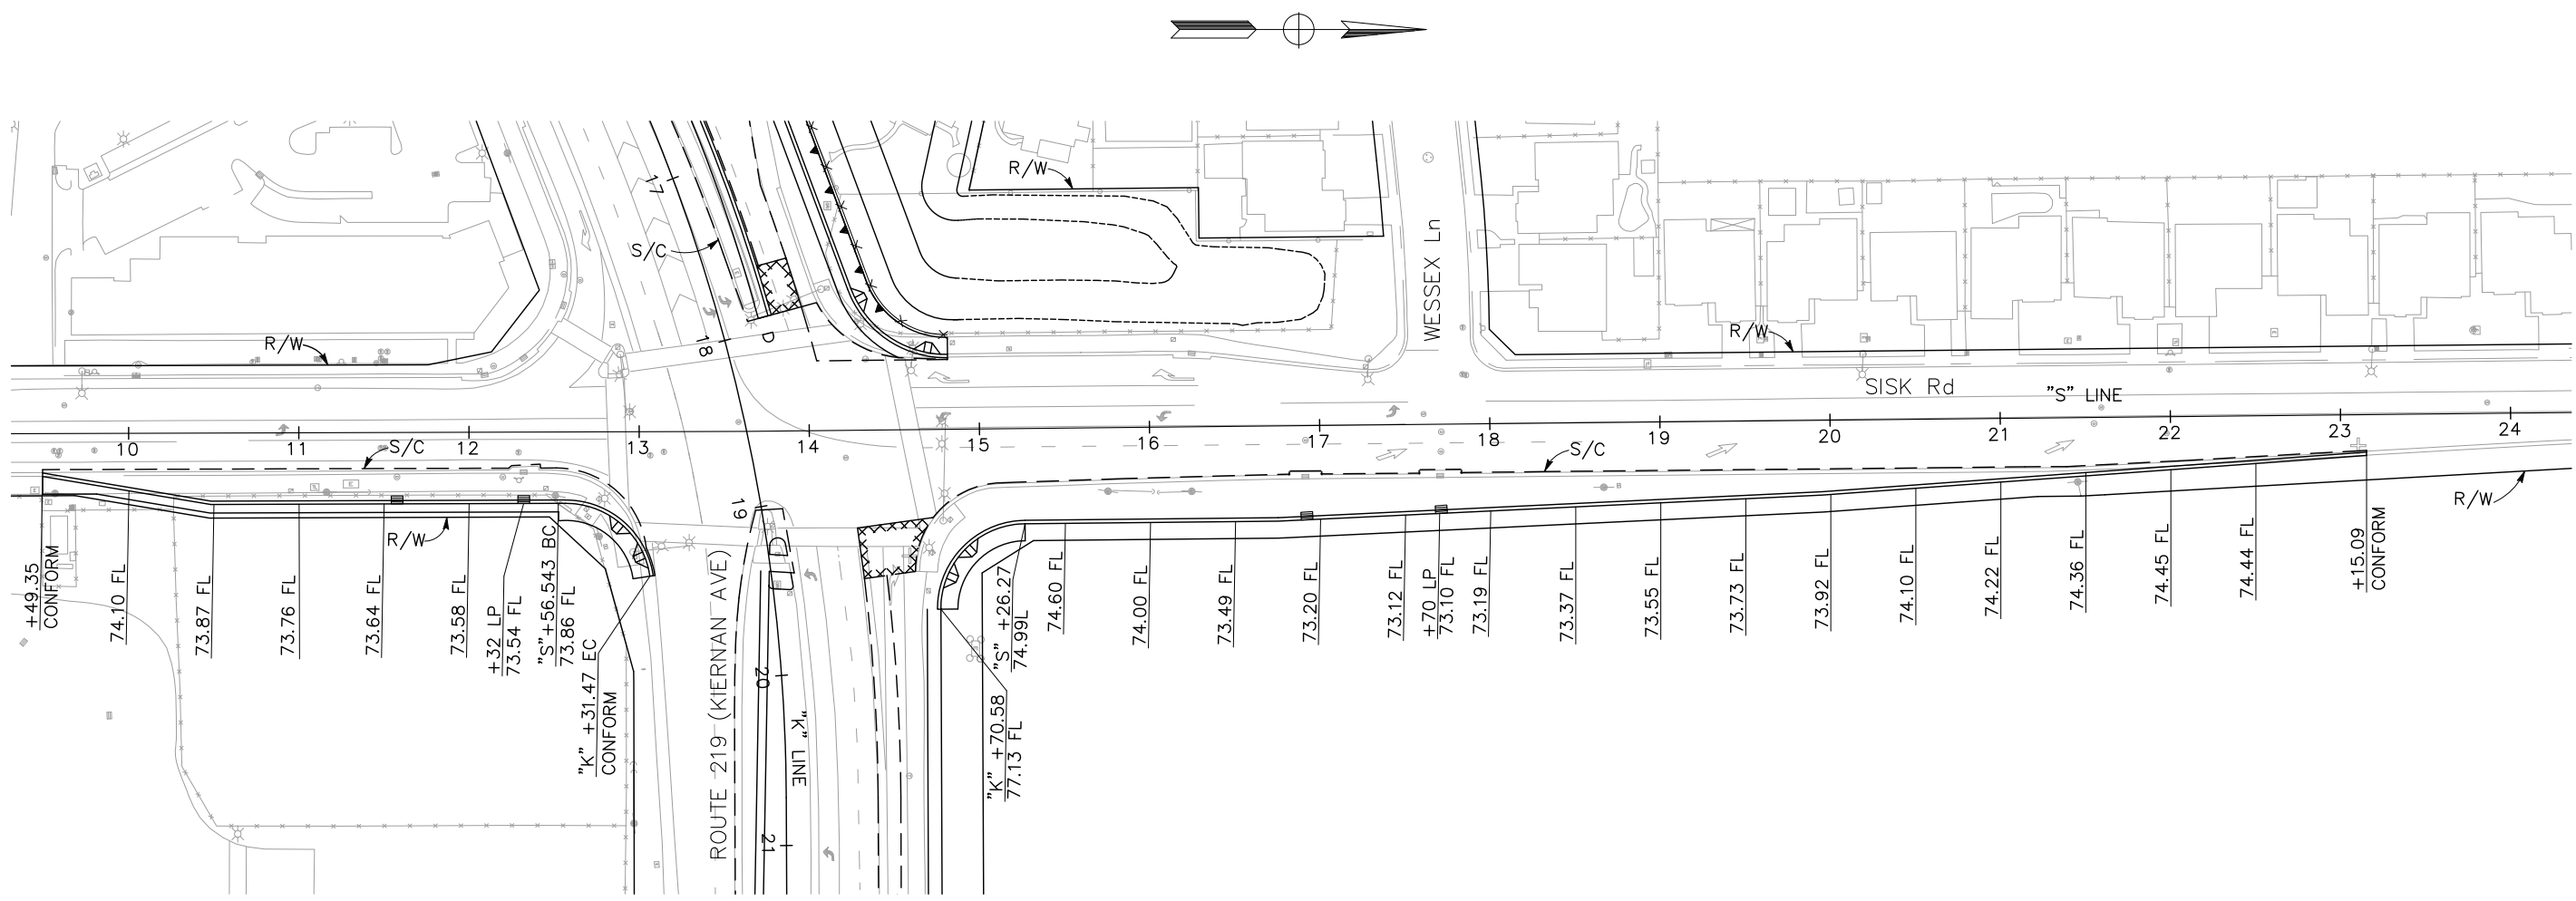 R/W
17
S/C
WESSEX Ln
R/W
18
D
R/W
SISK Rd
"S" LINE
10
11
12
13
14
15
16
17
18
19
20
21
22
23
24
S/C
S/C
R/W
R/W
19
C
D
+49.35
CONFORM
74.10 FL
73.87 FL
73.76 FL
73.64 FL
73.58 FL
+32 LP
73.54 FL
"S"+56.543 BC
73.86 FL
"K" +31.47 EC
CONFORM
ROUTE 219 (KIERNAN AVE)
20
21
"K" LINE
"K" +70.58
77.13 FL
"S" +26.27
74.99L
74.60 FL
74.00 FL
73.49 FL
73.20 FL
73.12 FL
+70 LP
73.10 FL
73.19 FL
73.37 FL
73.55 FL
73.73 FL
73.92 FL
74.10 FL
74.22 FL
74.36 FL
74.45 FL
74.44 FL
+15.09
CONFORM